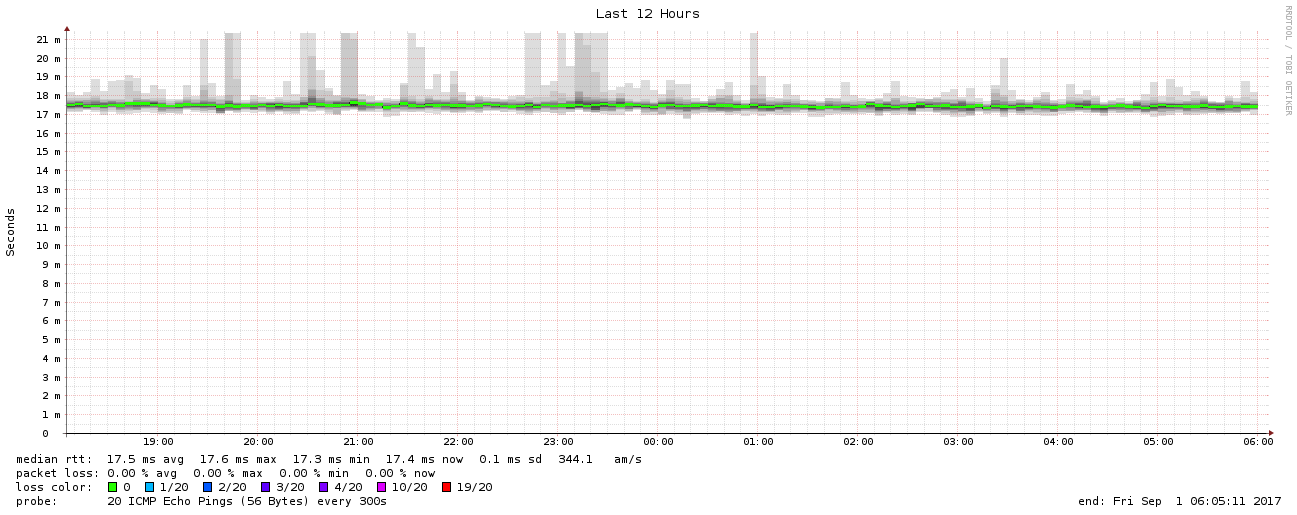 Last 12 Hours
RRDTOOL / TOBI OETIKER
Seconds
21 m
20 m
19 m
18 m
17 m
16 m
15 m
14 m
13 m
12 m
11 m
10 m
9 m
8 m
7 m
6 m
5 m
4 m
3 m
2 m
1 m
0
19:00 20:00 21:00 22:00 23:00 00:00 01:00 02:00 03:00 04:00 05:00 06:00
median rtt: 17.5 ms avg 17.6 ms max 17.3 ms min 17.4 ms now 0.1 ms sd 344.1 am/s
packet loss: 0.00 % avg 0.00 % max 0.00 % min 0.00 % now
loss color: 0 1/20 2/20 3/20 4/20 10/20 19/20
probe: 20 ICMP Echo Pings (56 Bytes) every 300s end: Fri Sep 1 06:05:11 2017